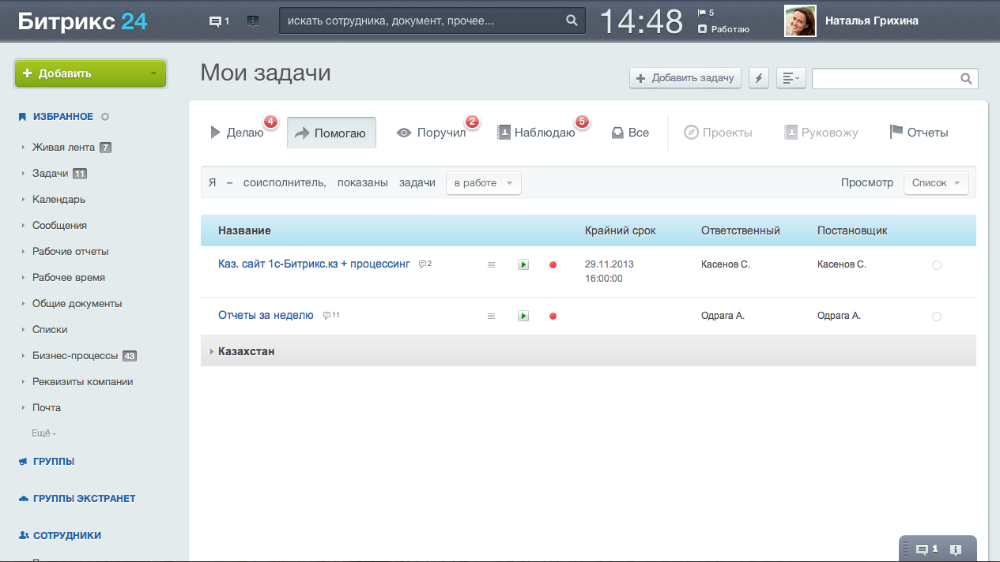 Битрикс 24
1
искать сотрудника, документ, прочее...
14:48
5
Работаю
Наталья Грихина
Добавить
Мои задачи
Добавить задачу
ИЗБРАННОЕ
Живая лента 7
Задачи 11
Календарь
Сообщения
Рабочие отчеты
Рабочее время
Общие документы
Списки
Бизнес-процессы 43
Реквизиты компании
Почта
Ещё
ГРУППЫ
ГРУППЫ ЭКСТРАНЕТ
СОТРУДНИКИ
Делаю 4
Помогаю
Поручил 2
Наблюдаю 5
Все
Проекты
Руковожу
Отчеты
Я – соисполнитель, показаны задачи в работе
Просмотр Список
Название Крайний срок Ответственный Постановщик
Каз. сайт 1с-Битрикс.кз + процессинг 2 29.11.2013 Касенов С. Касенов С.
16:00:00
Отчеты за неделю 11 Одрага А. Одрага А.
Казахстан
1